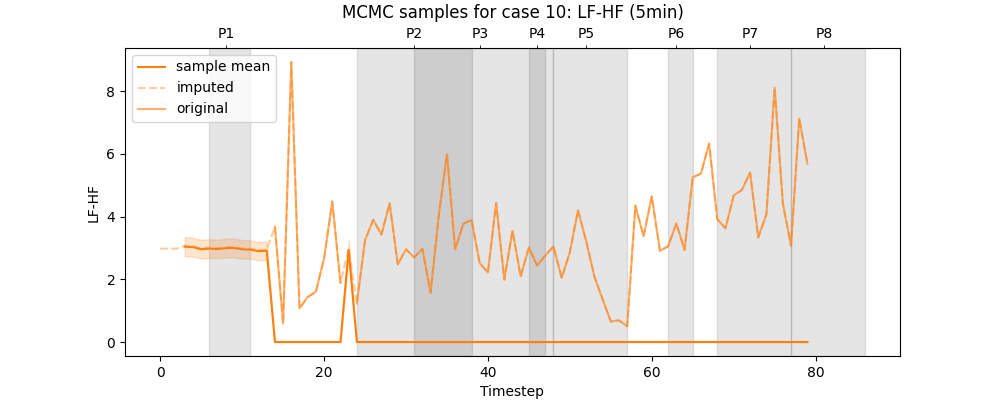 MCMC samples for case 10: LF-HF (5min)
P1 P2 P3 P4 P5 P6 P7 P8
sample mean
imputed
original
LF-HF
8
6
4
2
0
0 20 40 60 80
Timestep